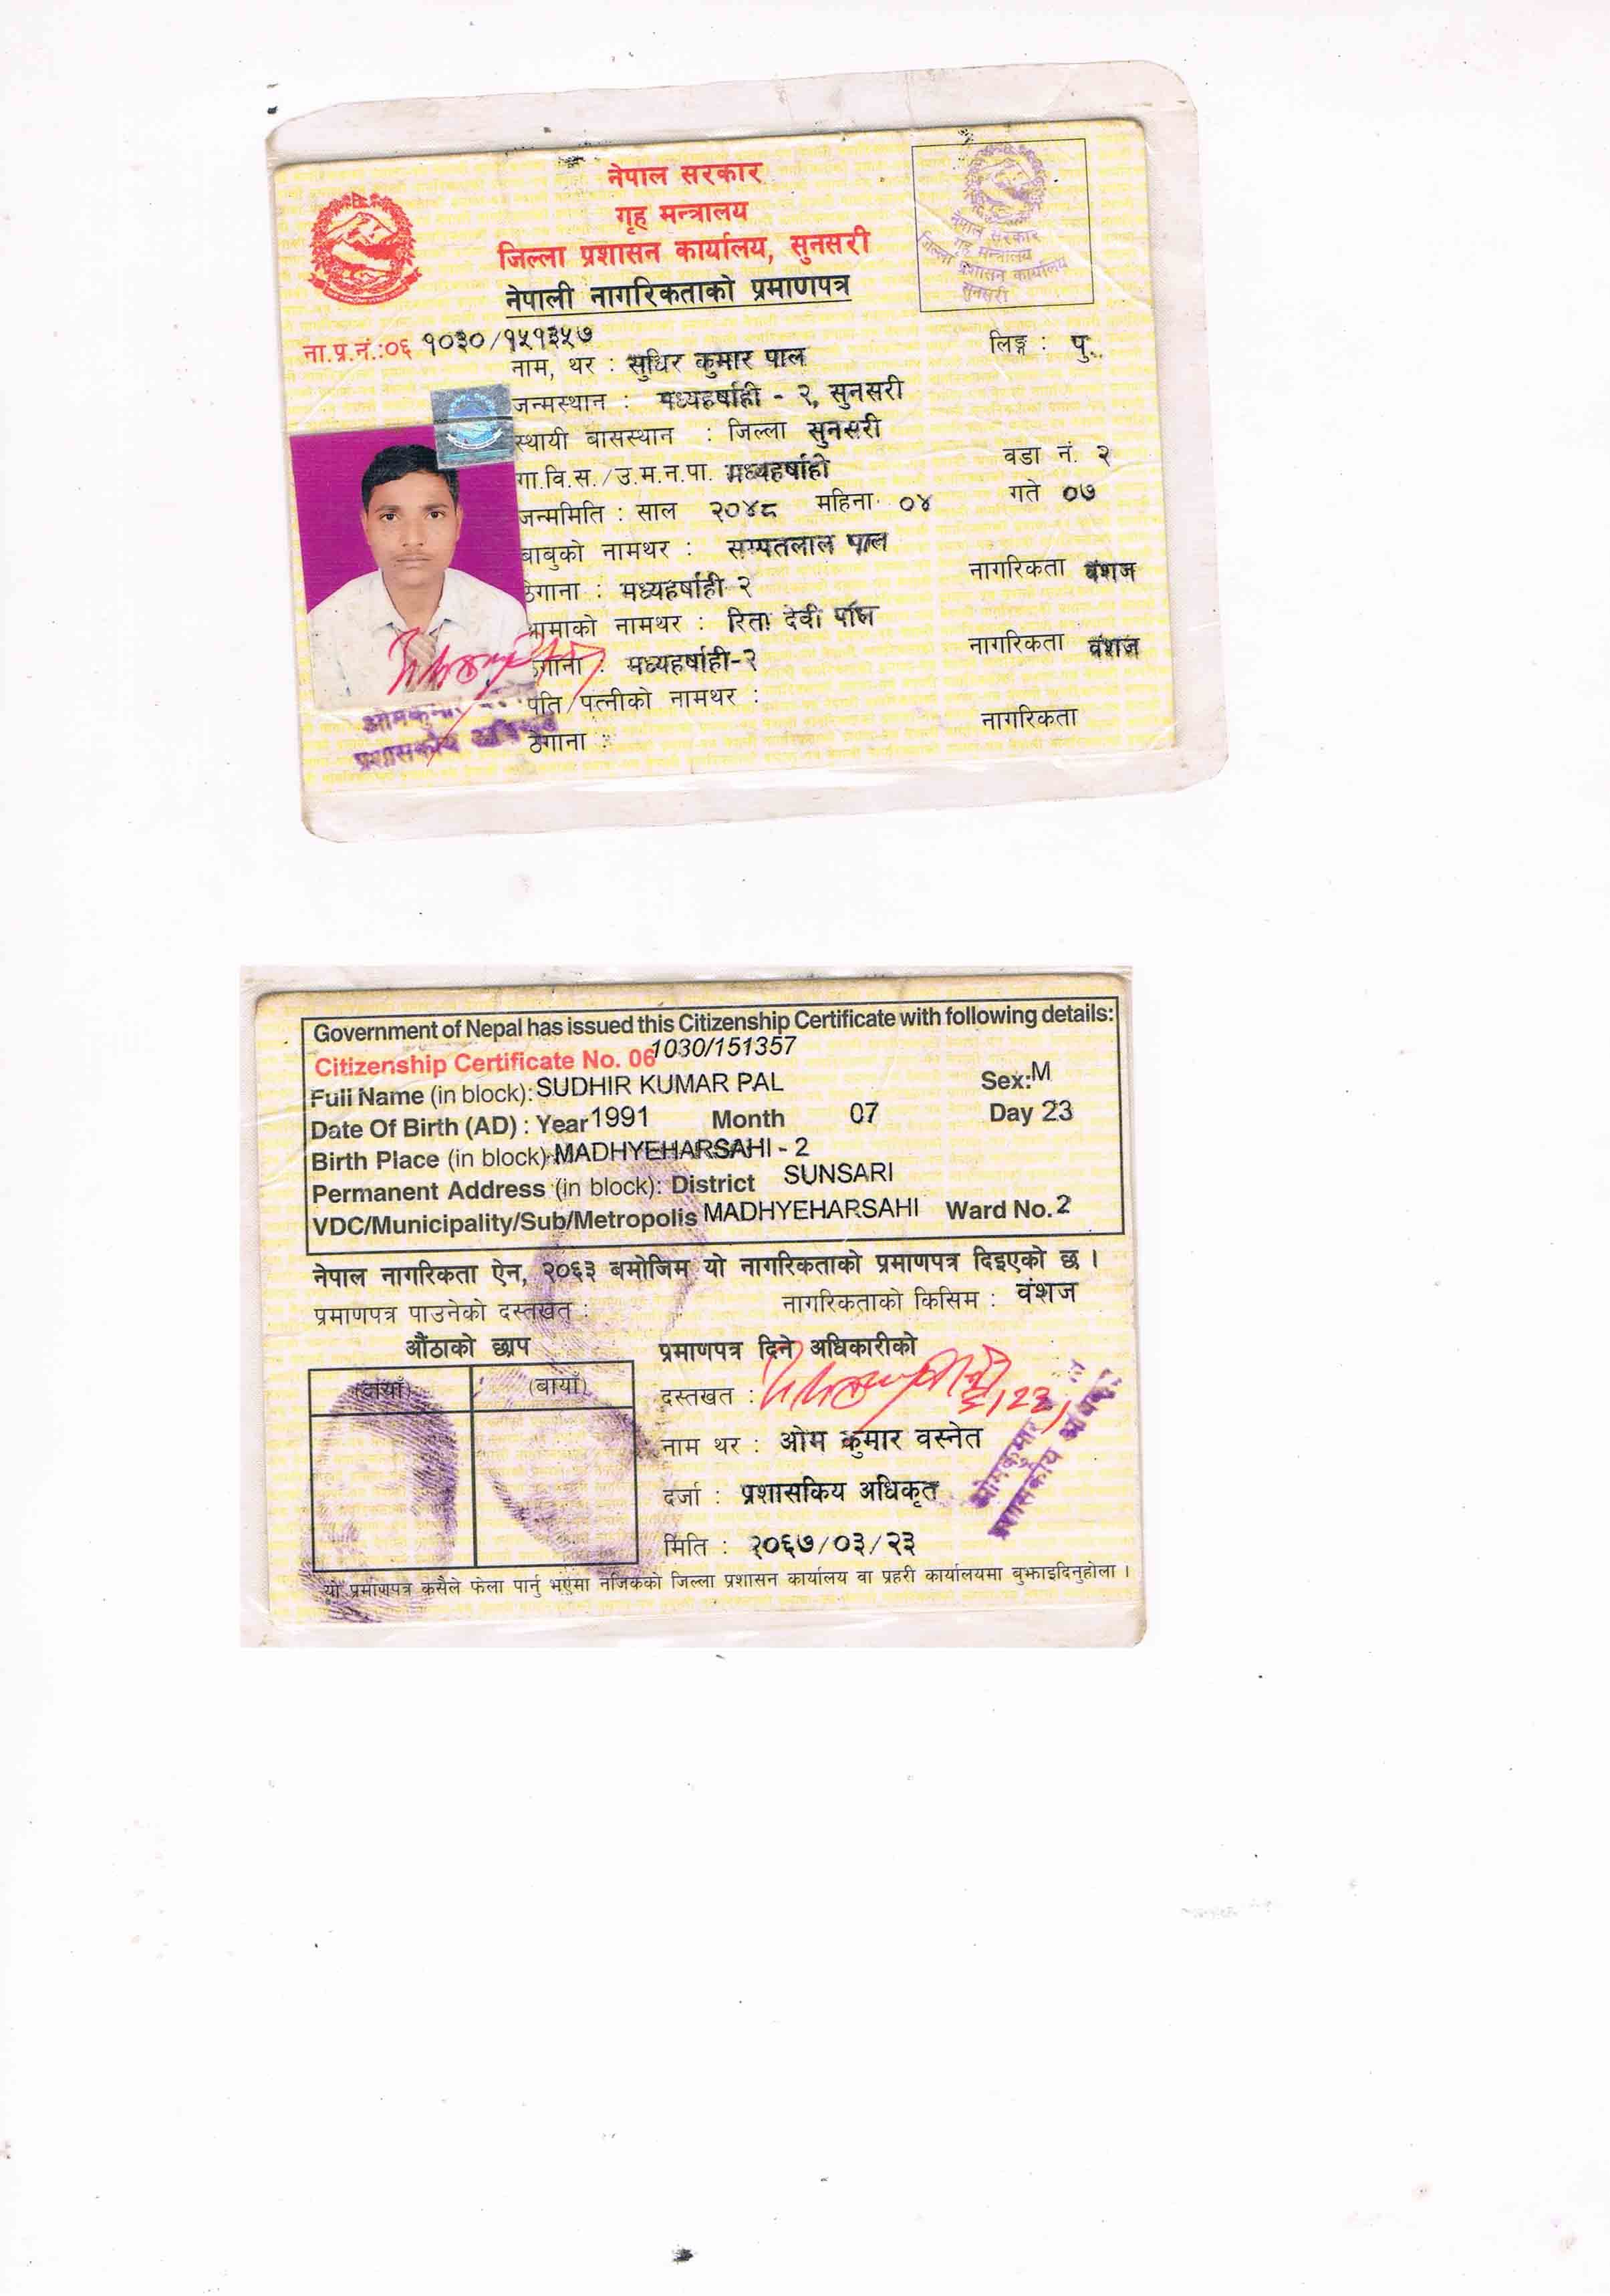 नेपाल सरकार
गृह मन्त्रालय
जिल्ला प्रशासन कार्यालय, सुनसरी
नेपाली नागरिकताको प्रमाणपत्र
नेपाल सरकार
गृह मन्त्रालय
जिल्ला प्रशासन कार्यालय
सुनसरी
ना.प्र.नं.:०६ १०३०/१५१३५७
नाम, थर : सुधिर कुमार पाल लिङ्ग : पु.
जन्मस्थान : मध्यहर्षाही - २, सुनसरी
स्थायी बासस्थान : जिल्ला सुनसरी
गा.वि.स./उ.म.न.पा. मध्यहर्षाही वडा नं. २
जन्ममिति : साल २०४८ महिना ०४ गते ०७
बाबुको नामथर : सम्पतलाल पाल
ठेगाना : मध्यहर्षाही-२ नागरिकता वंशज
आमाको नामथर : रिता देवी पाल
ठेगाना : मध्यहर्षाही-२ नागरिकता वंशज
पति/पत्नीको नामथर :
ठेगाना : नागरिकता
ओमकुमार
प्रशासकीय अधिकृत
Government of Nepal has issued this Citizenship Certificate with following details:
Citizenship Certificate No. 06 1030/151357
Full Name (in block): SUDHIR KUMAR PAL Sex: M
Date Of Birth (AD) : Year 1991 Month 07 Day 23
Birth Place (in block): MADHYEHARSAHI - 2
Permanent Address (in block): District SUNSARI
VDC/Municipality/Sub/Metropolis MADHYEHARSAHI Ward No. 2
नेपाल नागरिकता ऐन, २०६३ बमोजिम यो नागरिकताको प्रमाणपत्र दिइएको छ ।
प्रमाणपत्र पाउनेको दस्तखत : नागरिकताको किसिम : वंशज
औंठाको छाप प्रमाणपत्र दिने अधिकारीको
(दायाँ) (बायाँ) दस्तखत :
नाम थर : ओम कुमार वस्नेत
दर्जा : प्रशासकिय अधिकृत
मिति : २०६७/०३/२३
ओमकुमार
प्रशासकीय अधिकृत
यो प्रमाणपत्र कसैले फेला पार्नु भएमा नजिकको जिल्ला प्रशासन कार्यालय वा प्रहरी कार्यालयमा बुझाइदिनुहोला ।